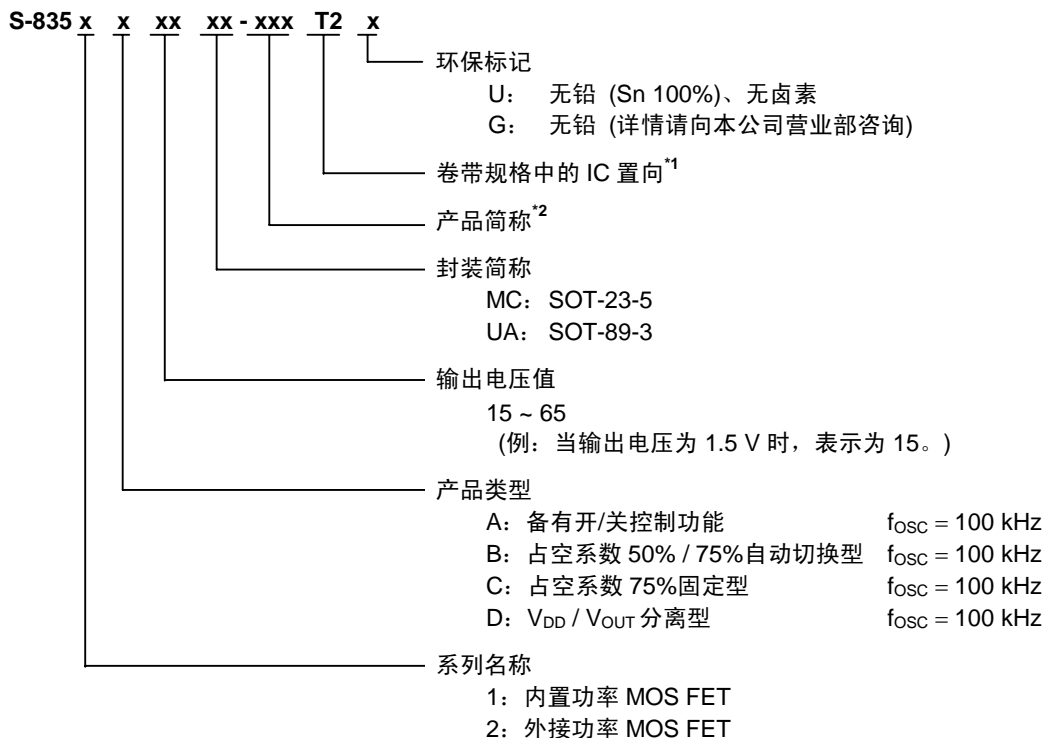 S-835 x x xx xx - xxx T2 x
环保标记
U： 无铅 (Sn 100%)、无卤素
G： 无铅 (详情请向本公司营业部咨询)
卷带规格中的 IC 置向*1
产品简称*2
封装简称
MC： SOT-23-5
UA： SOT-89-3
输出电压值
15 ~ 65
(例：当输出电压为 1.5 V 时，表示为 15。)
产品类型
A：备有开/关控制功能 fOSC = 100 kHz
B：占空系数 50% / 75%自动切换型 fOSC = 100 kHz
C：占空系数 75%固定型 fOSC = 100 kHz
D：VDD / VOUT 分离型 fOSC = 100 kHz
系列名称
1：内置功率 MOS FET
2：外接功率 MOS FET